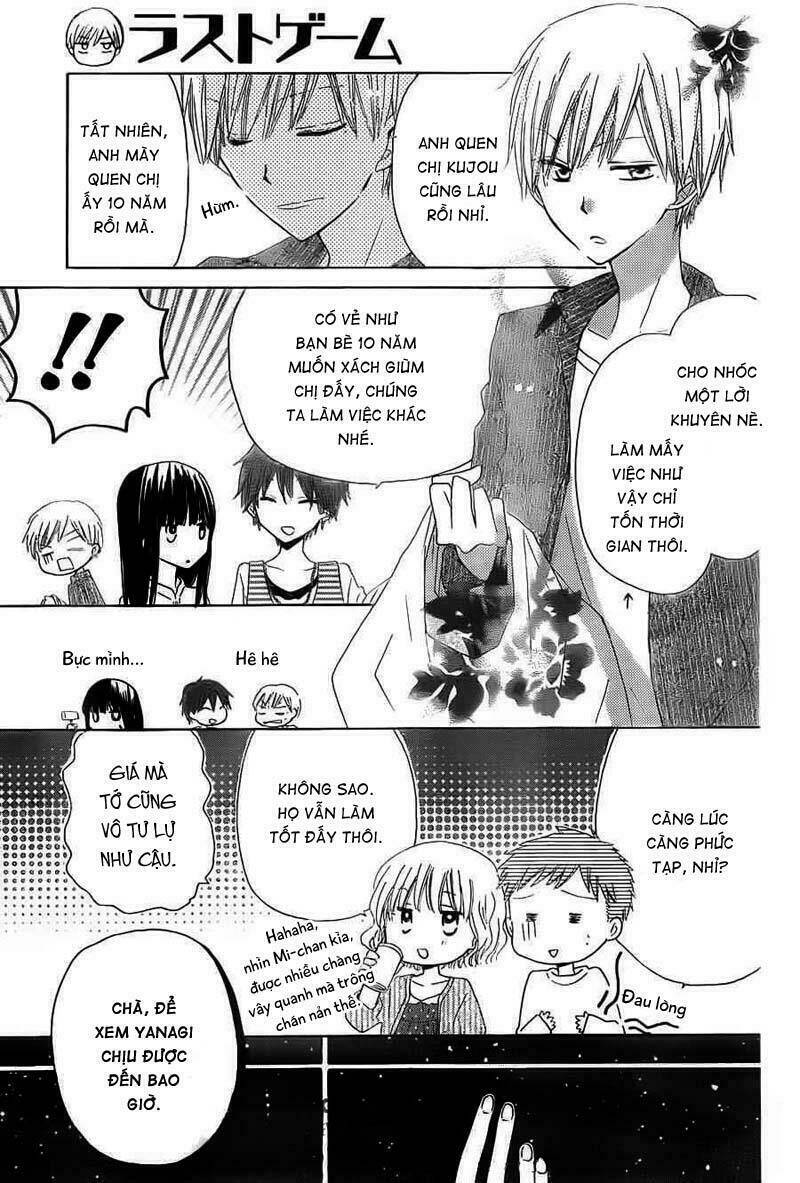 ラストゲーム
ANH QUEN
CHỊ KUJOU
CŨNG LÂU
RỒI NHỈ.
TẤT NHIÊN,
ANH MÀY
QUEN CHỊ
ẤY 10 NĂM
RỒI MÀ.
Hừm.
CHO NHÓC
MỘT LỜI
KHUYÊN NÈ.
LÀM MẤY
VIỆC NHƯ
VẬY CHỈ
TỐN THỜI
GIAN THÔI.
CÓ VẺ NHƯ
BẠN BÈ 10 NĂM
MUỐN XÁCH GIÙM
CHỊ ĐẤY, CHÚNG
TA LÀM VIỆC KHÁC
NHÉ.
!!
Hê hê
Bực mình...
CÀNG LÚC
CÀNG PHỨC
TẠP, NHỈ?
KHÔNG SAO.
HỌ VẪN LÀM
TỐT ĐẤY THÔI.
GIÁ MÀ
TỚ CŨNG
VÔ TƯ LỰ
NHƯ CẬU.
Đau lòng
Hahaha,
nhìn Mi-chan kìa,
được nhiều chàng
vây quanh mà trông
chán nản thế.
CHÀ, ĐỂ
XEM YANAGI
CHỊU ĐƯỢC
ĐẾN BAO
GIỜ.